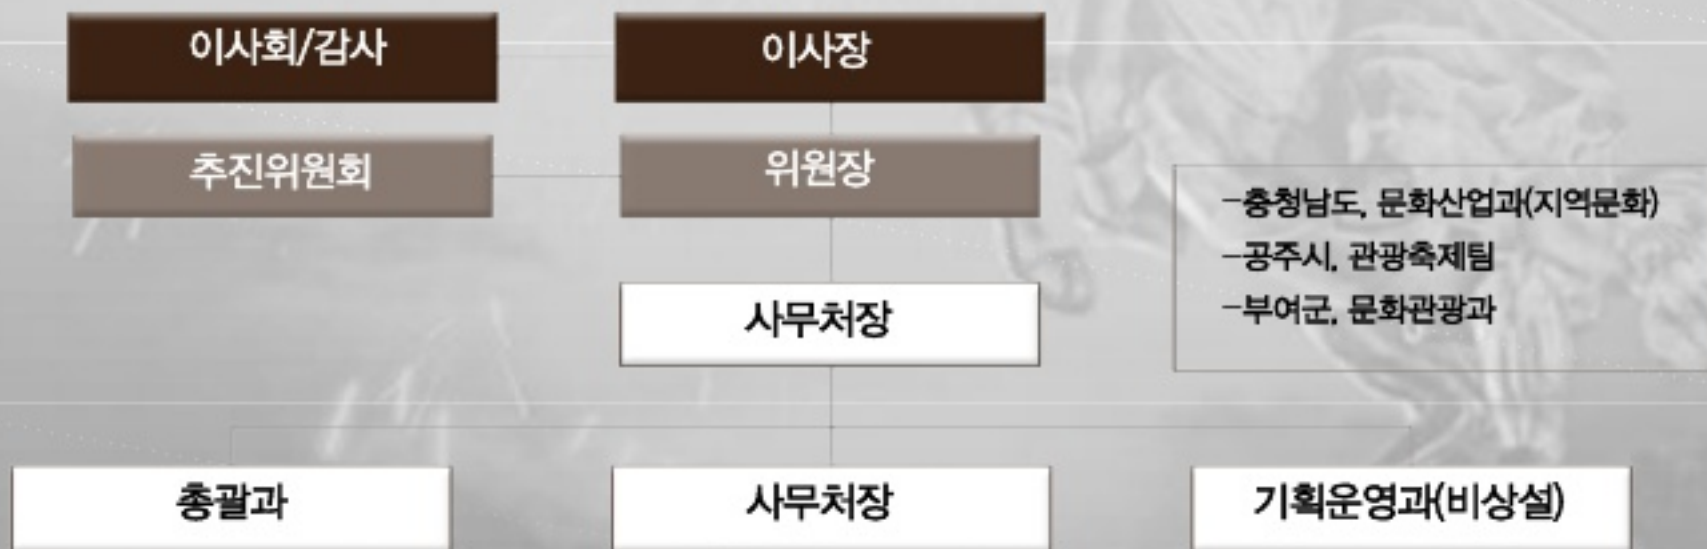 이사회/감사
이사장
추진위원회
위원장
-충청남도, 문화산업과(지역문화)
-공주시, 관광축제팀
-부여군, 문화관광과
사무처장
총괄과
사무처장
기획운영과(비상설)